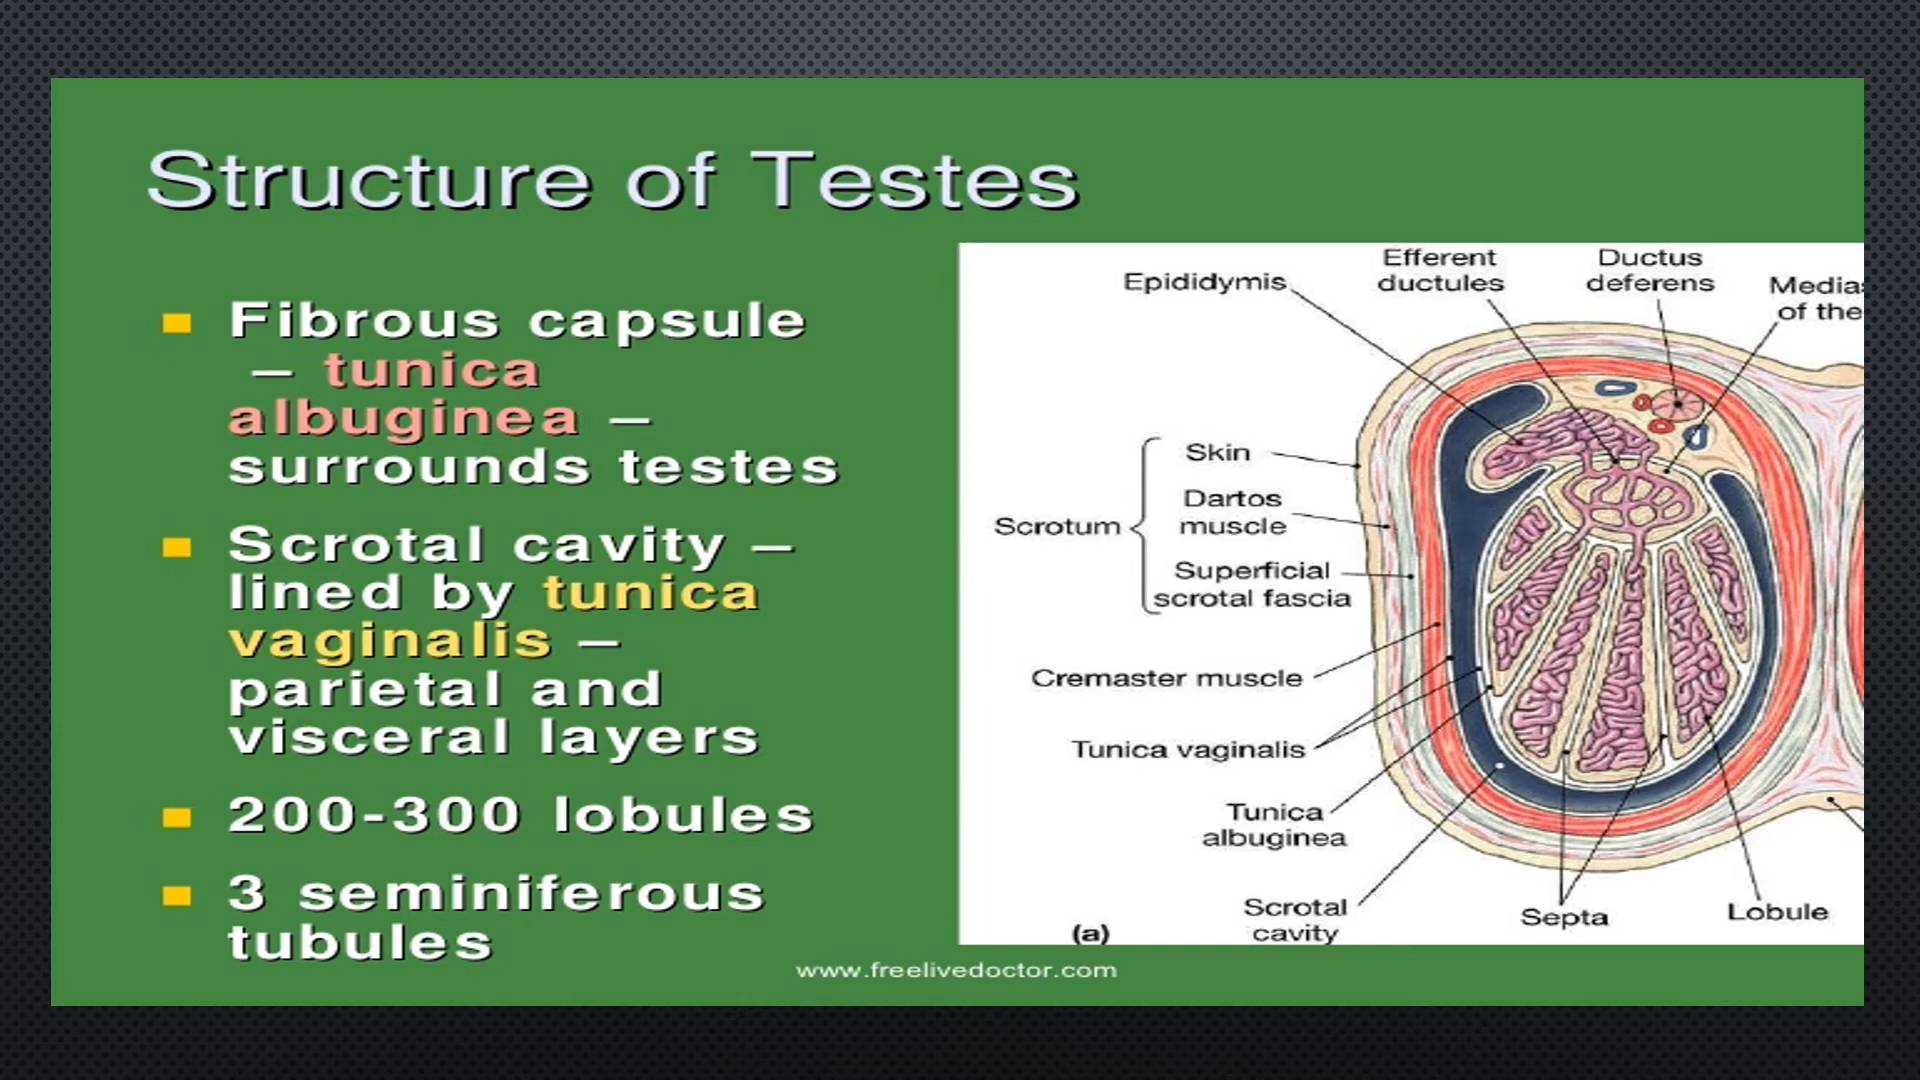 Structure of Testes
Fibrous capsule
– tunica
albuginea –
surrounds testes
Scrotal cavity –
lined by tunica
vaginalis –
parietal and
visceral layers
200-300 lobules
3 seminiferous
tubules
Epididymis
Efferent
ductules
Ductus
deferens
of the
Skin
Dartos
muscle
Scrotum
Superficial
scrotal fascia
Cremaster muscle
Tunica vaginalis
Tunica
albuginea
Scrotal
cavity
Septa
Lobule
(a)
www.freelivedoctor.com